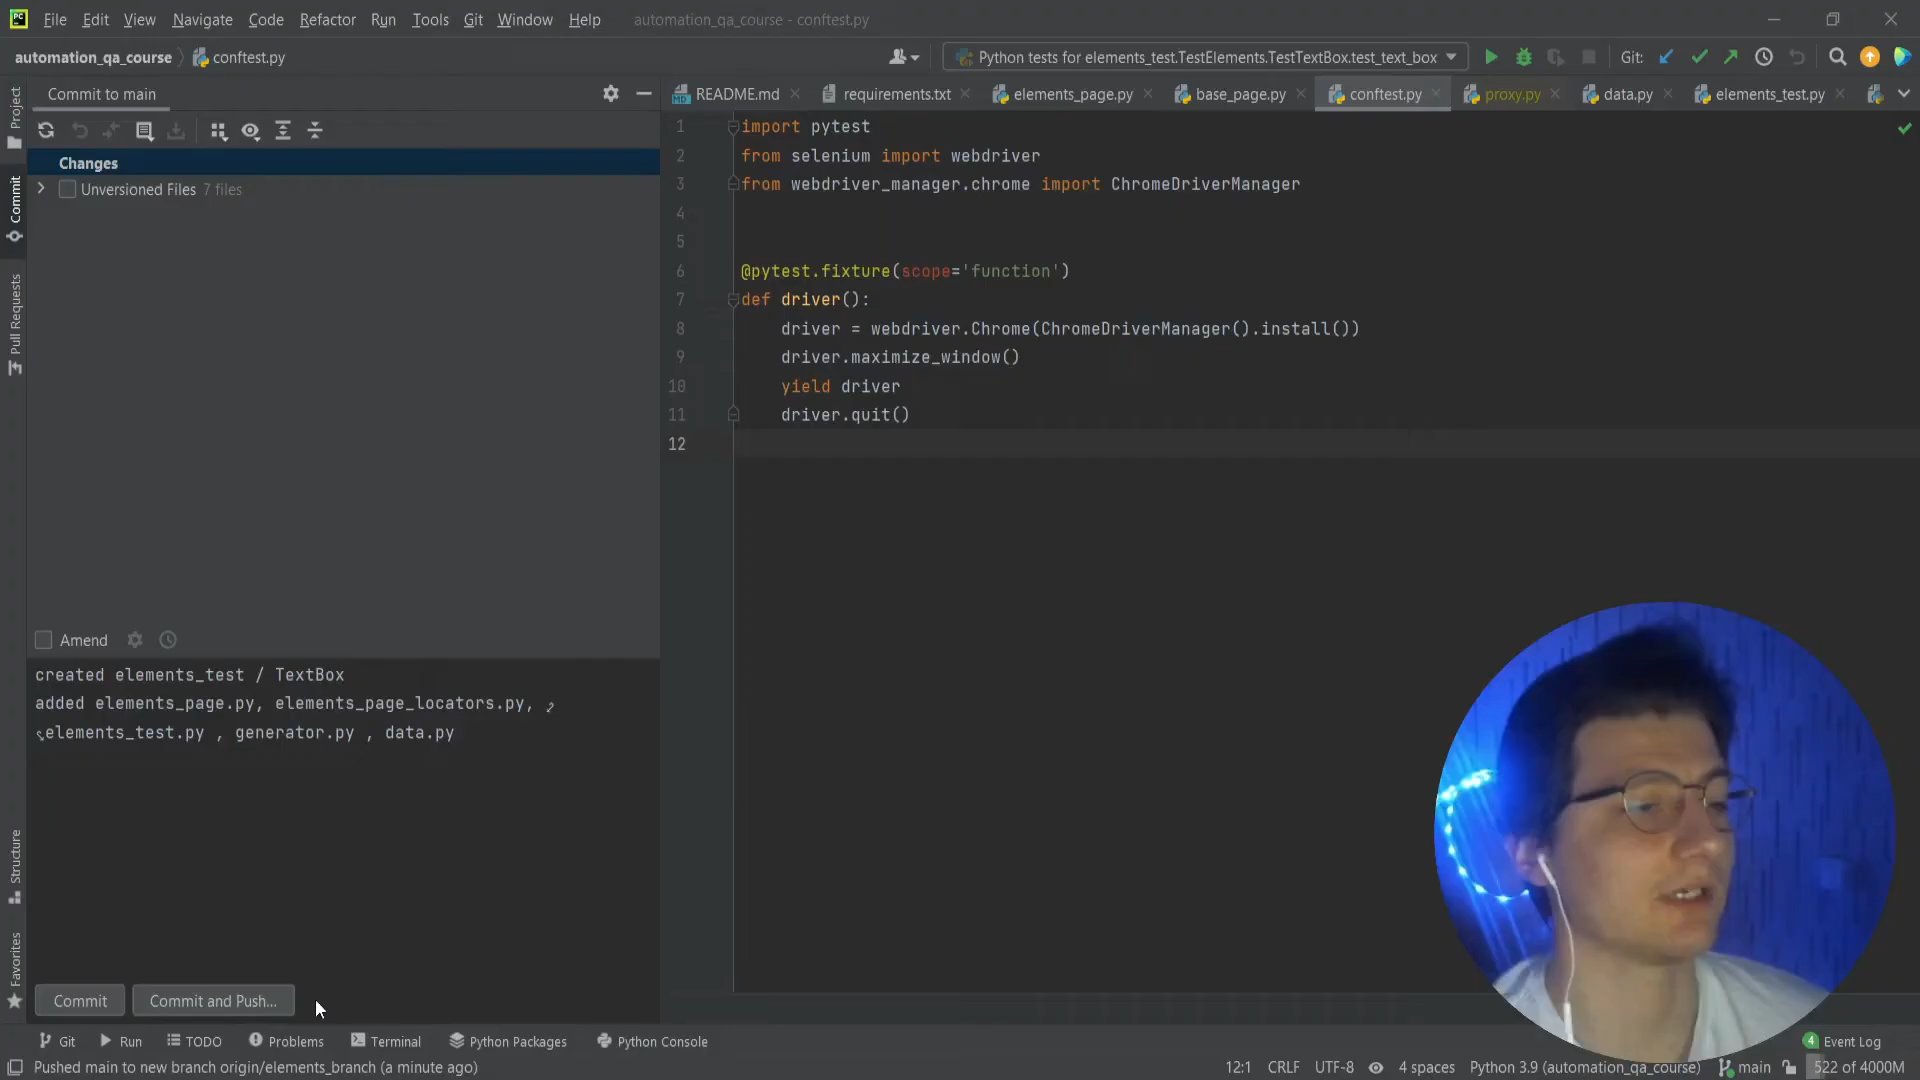 PC File Edit View Navigate Code Refactor Run Tools Git Window Help automation_qa_course - conftest.py
automation_qa_course conftest.py Python tests for elements_test.TestElements.TestTextBox.test_text_box Git:
Project
Commit
Pull Requests
Structure
Favorites
Commit to main
Changes
Unversioned Files 7 files
Amend
created elements_test / TextBox
added elements_page.py, elements_page_locators.py,
elements_test.py , generator.py , data.py
Commit Commit and Push...
README.md requirements.txt elements_page.py base_page.py conftest.py proxy.py data.py elements_test.py
1 import pytest
2 from selenium import webdriver
3 from webdriver_manager.chrome import ChromeDriverManager
4
5
6 @pytest.fixture(scope='function')
7 def driver():
8 driver = webdriver.Chrome(ChromeDriverManager().install())
9 driver.maximize_window()
10 yield driver
11 driver.quit()
12
Git Run TODO Problems Terminal Python Packages Python Console 4 Event Log
Pushed main to new branch origin/elements_branch (a minute ago) 12:1 CRLF UTF-8 4 spaces Python 3.9 (automation_qa_course) main 522 of 4000M